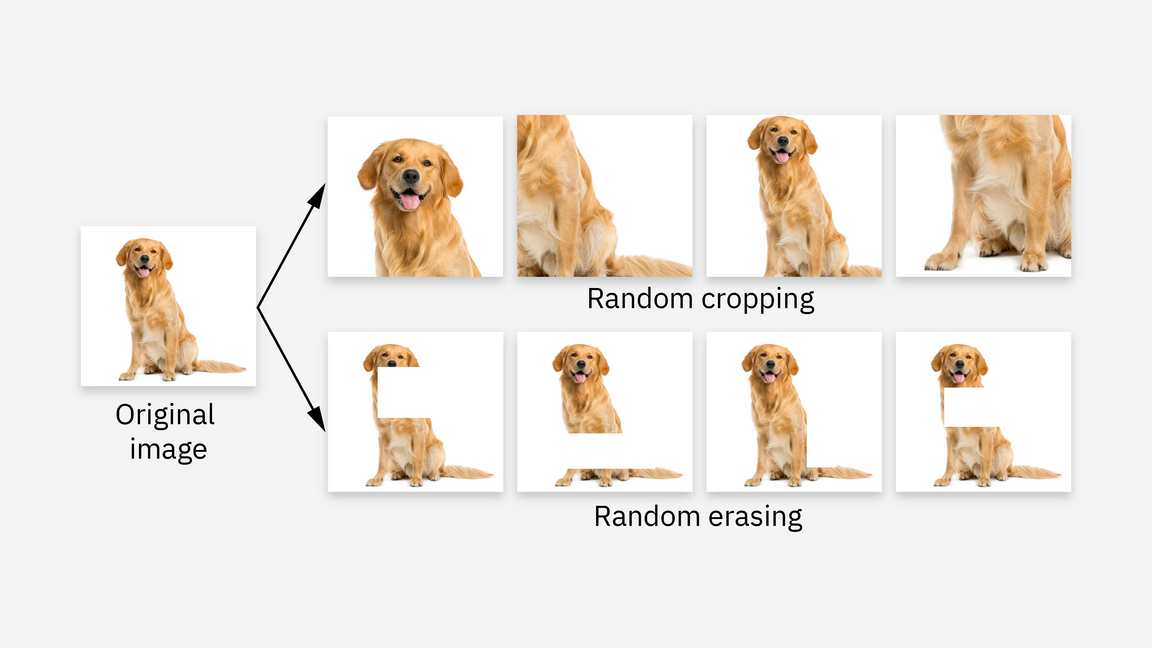 Original
image
Random cropping
Random erasing